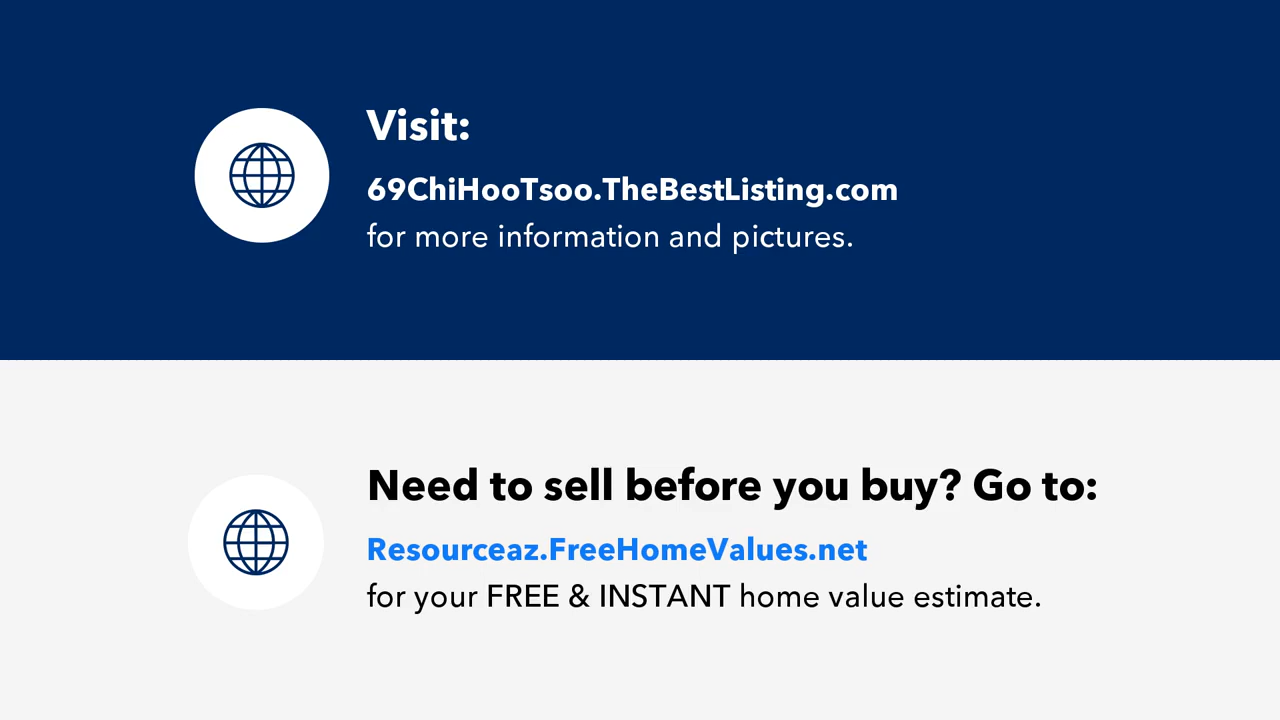 Visit:
69ChiHooTsoo.TheBestListing.com
for more information and pictures.
Need to sell before you buy? Go to:
Resourceaz.FreeHomeValues.net
for your FREE & INSTANT home value estimate.